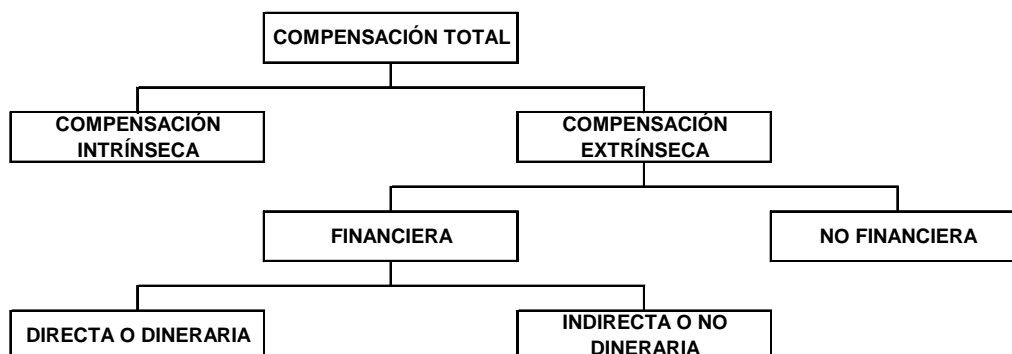 COMPENSACIÓN TOTAL
COMPENSACIÓN
INTRÍNSECA
COMPENSACIÓN
EXTRÍNSECA
FINANCIERA
NO FINANCIERA
DIRECTA O DINERARIA
INDIRECTA O NO
DINERARIA